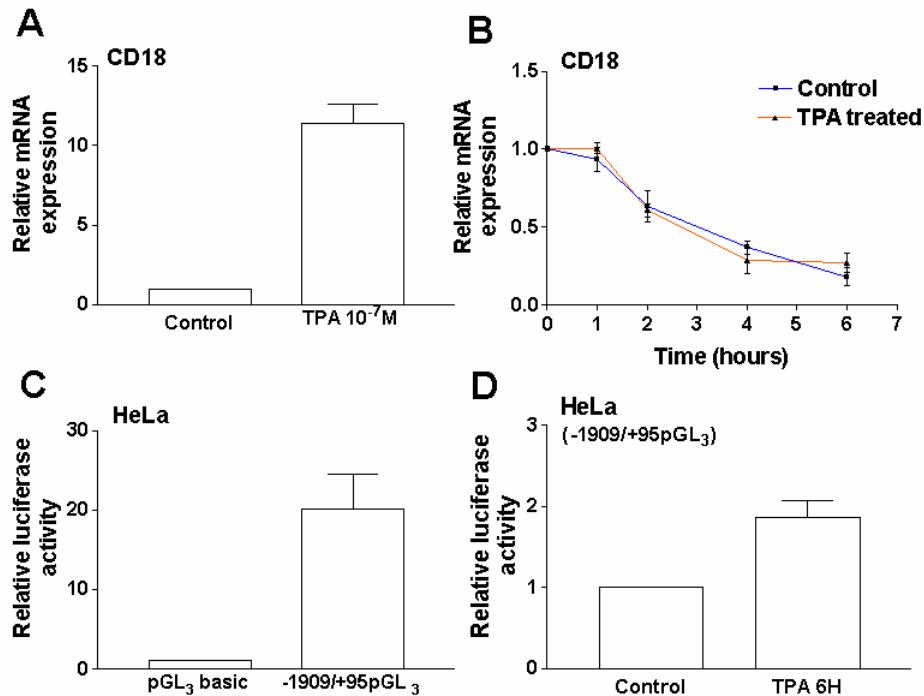 A
CD18
Relative mRNA
expression
15
10
5
0
Control
TPA 10⁻⁷M
B
CD18
Control
TPA treated
Relative mRNA
expression
1.5
1.0
0.5
0.0
0 1 2 3 4 5 6 7
Time (hours)
C
HeLa
Relative luciferase
activity
30
20
10
0
pGL₃ basic
-1909/+95pGL₃
D
HeLa
(-1909/+95pGL₃)
Relative luciferase
activity
3
2
1
0
Control
TPA 6H